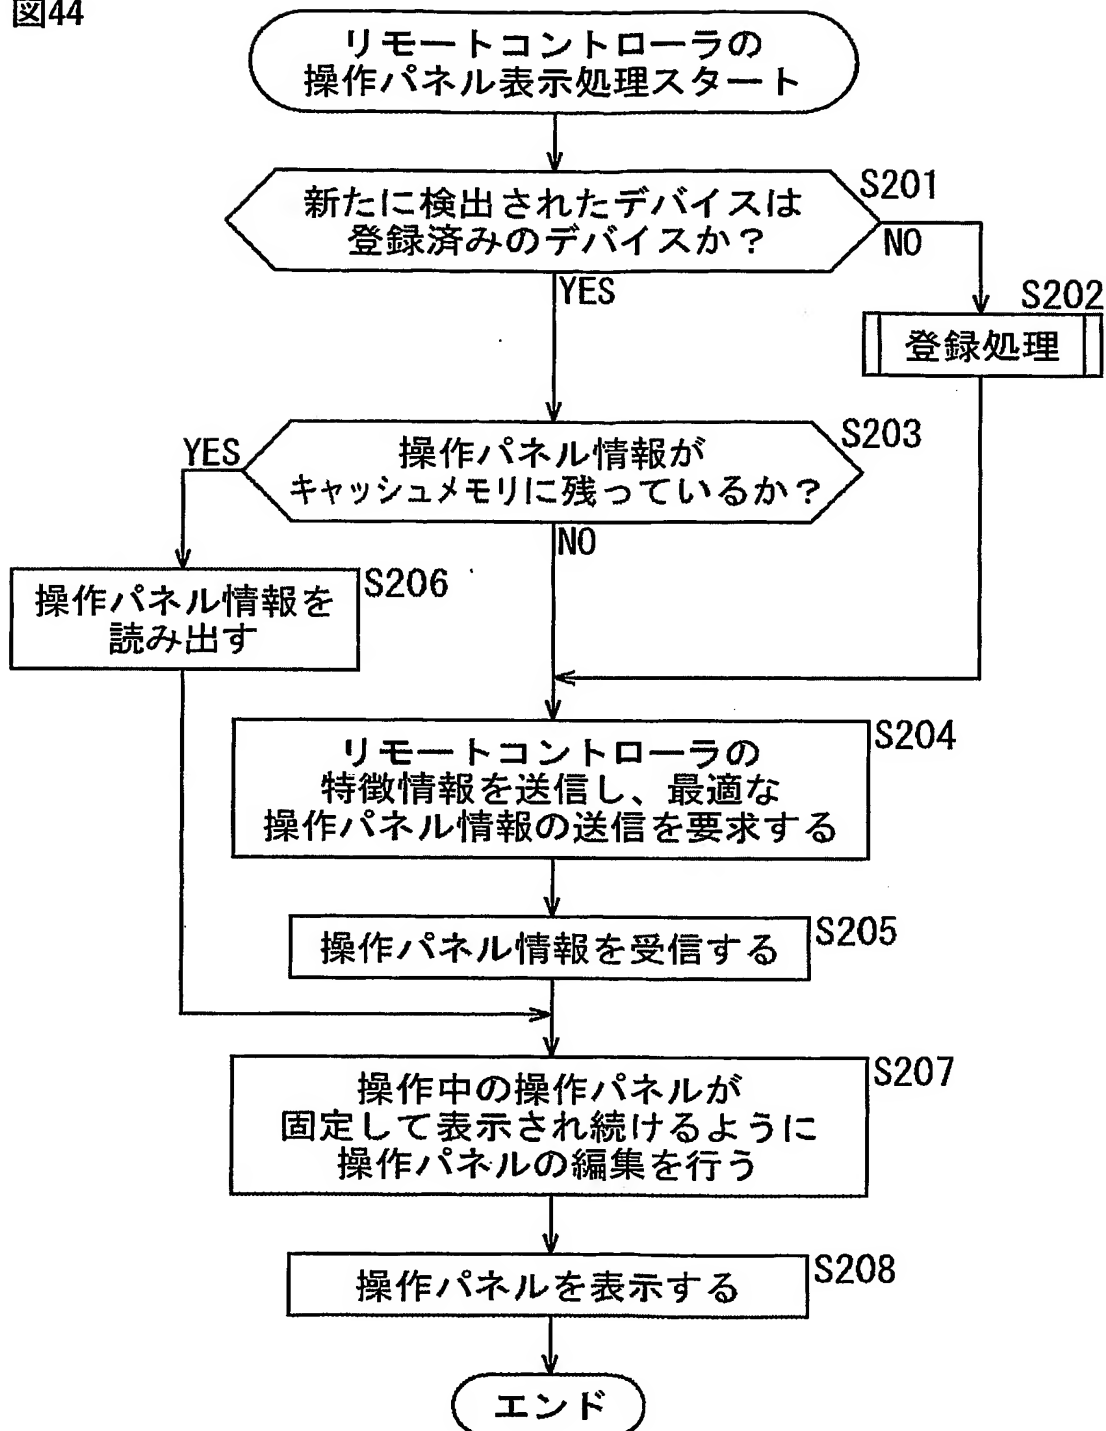 図44
リモートコントローラの
操作パネル表示処理スタート
S201
新たに検出されたデバイスは
登録済みのデバイスか？
NO
YES
S202
登録処理
S203
YES
操作パネル情報が
キャッシュメモリに残っているか？
NO
S206
操作パネル情報を
読み出す
S204
リモートコントローラの
特徴情報を送信し、最適な
操作パネル情報の送信を要求する
S205
操作パネル情報を受信する
S207
操作中の操作パネルが
固定して表示され続けるように
操作パネルの編集を行う
S208
操作パネルを表示する
エンド